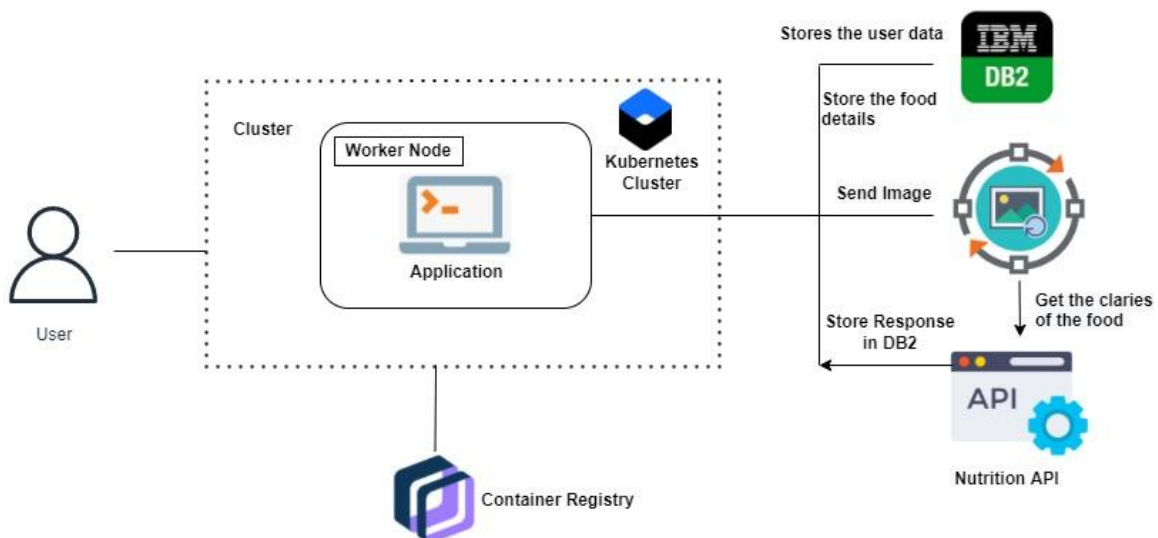 Stores the user data
IBM
DB2
Store the food
details
Cluster
Worker Node
Kubernetes
Cluster
Application
Send Image
User
Get the claries
of the food
Store Response
in DB2
API
Nutrition API
Container Registry